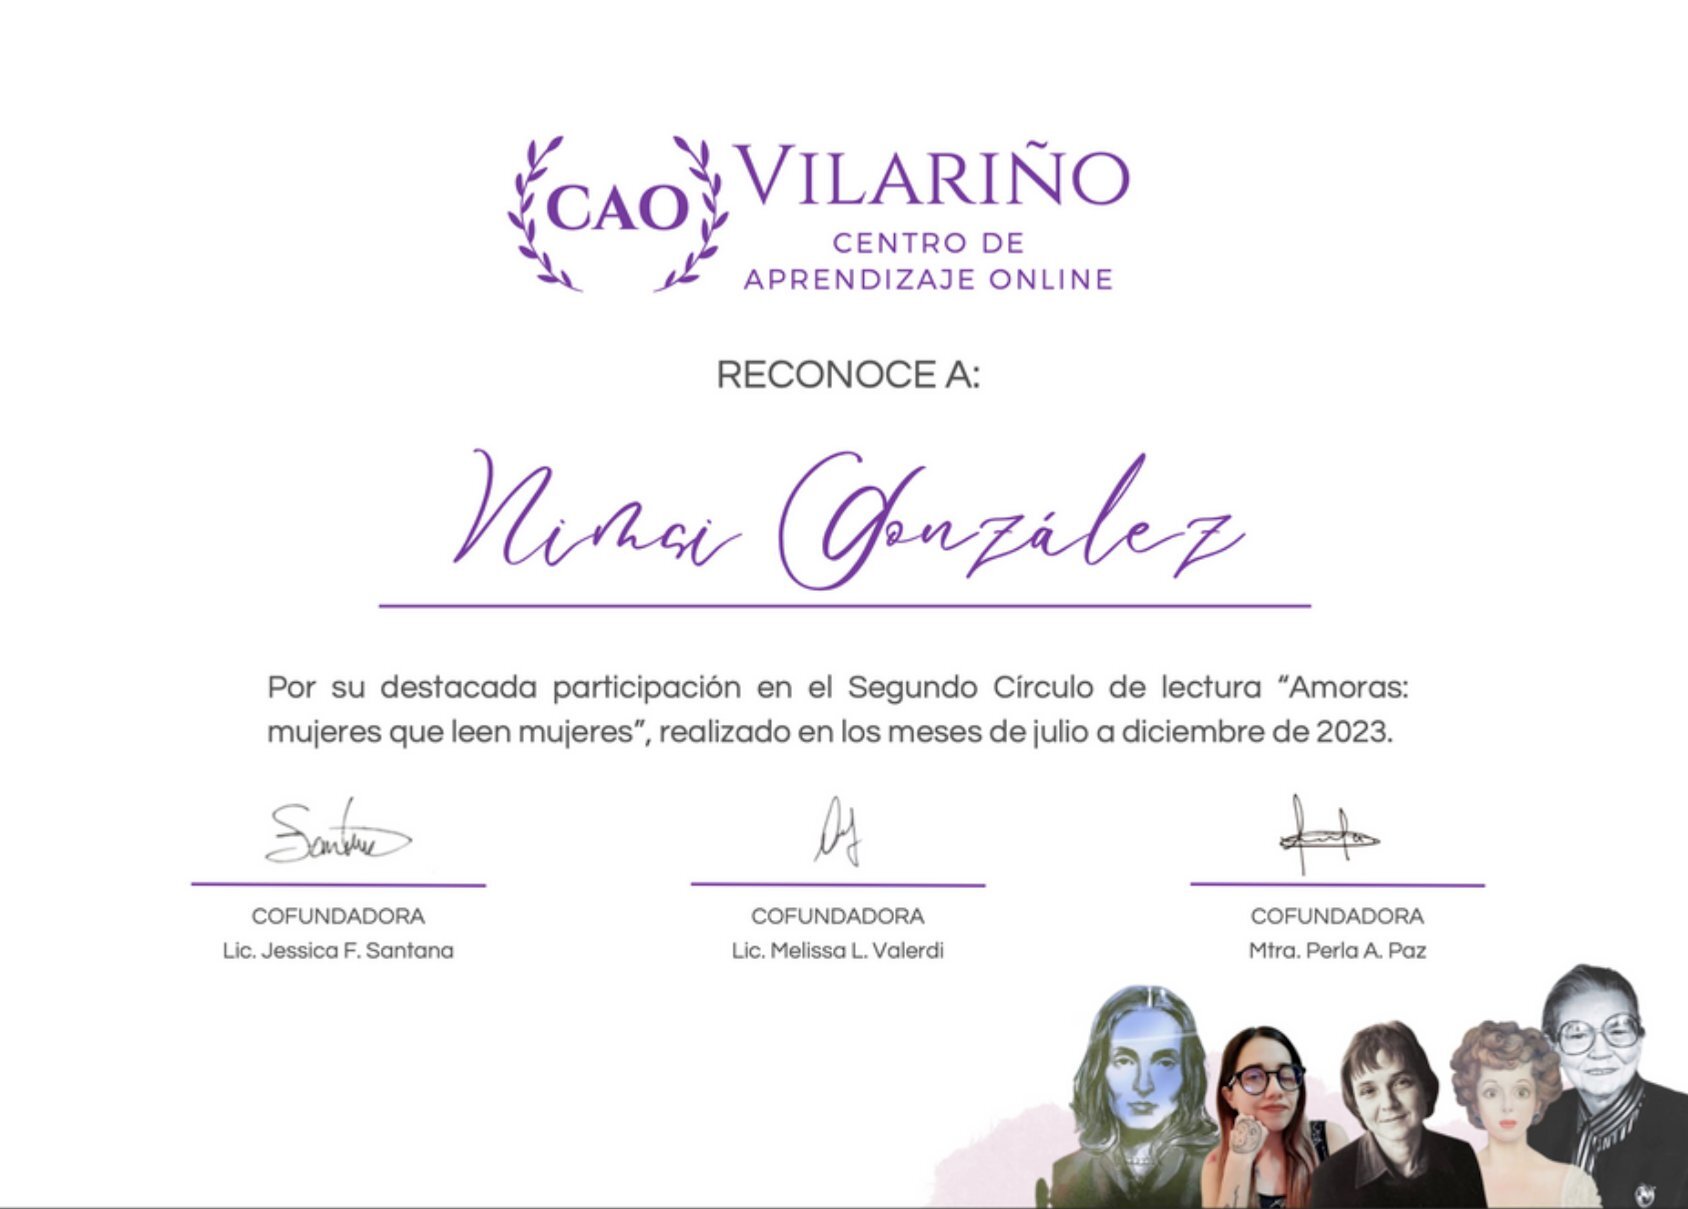 CAO
VILARIÑO
CENTRO DE
APRENDIZAJE ONLINE
RECONOCE A:
Nimsi González
Por su destacada participación en el Segundo Círculo de lectura “Amoras:
mujeres que leen mujeres”, realizado en los meses de julio a diciembre de 2023.
Santana
COFUNDADORA
Lic. Jessica F. Santana
COFUNDADORA
Lic. Melissa L. Valerdi
COFUNDADORA
Mtra. Perla A. Paz